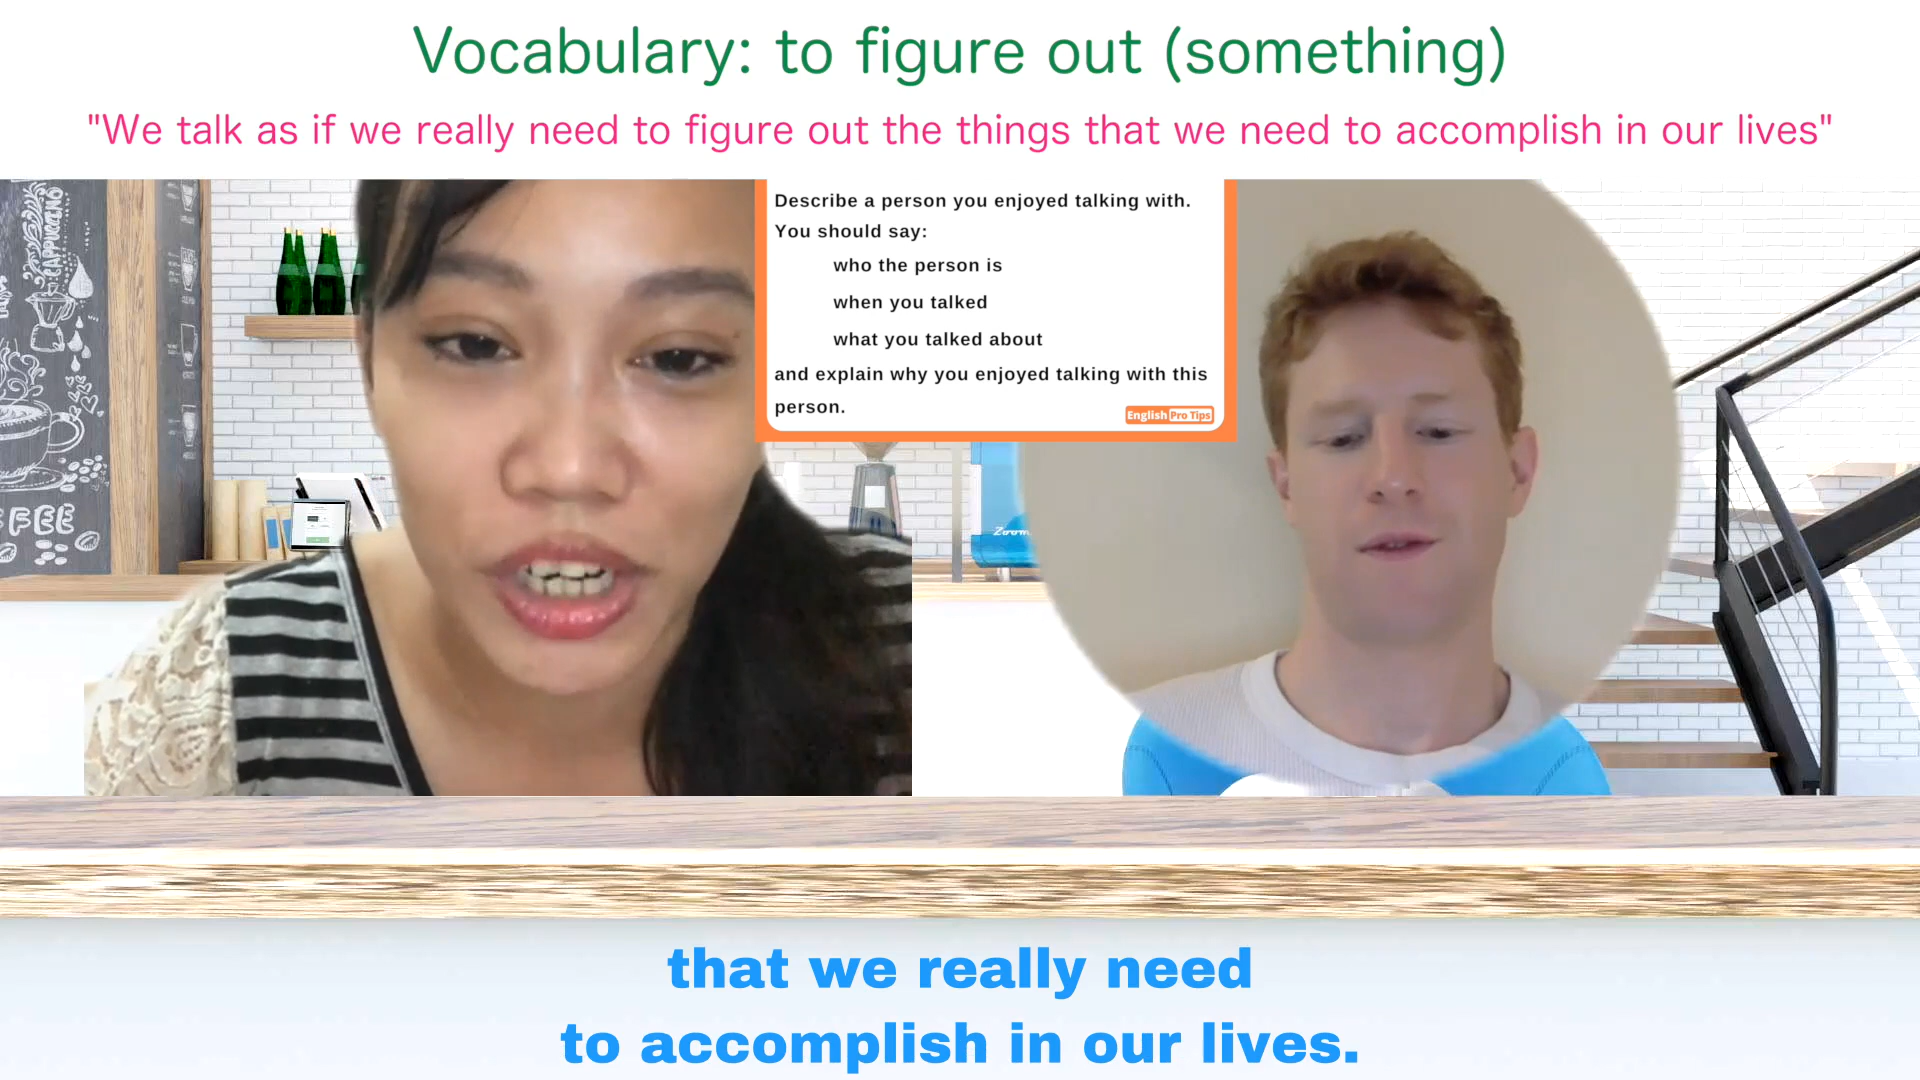 Vocabulary: to figure out (something)
"We talk as if we really need to figure out the things that we need to accomplish in our lives"
Describe a person you enjoyed talking with.
You should say:
who the person is
when you talked
what you talked about
and explain why you enjoyed talking with this
person.
English Pro Tips
CAPPUCINO
FFEE
Zoom
that we really need
to accomplish in our lives.